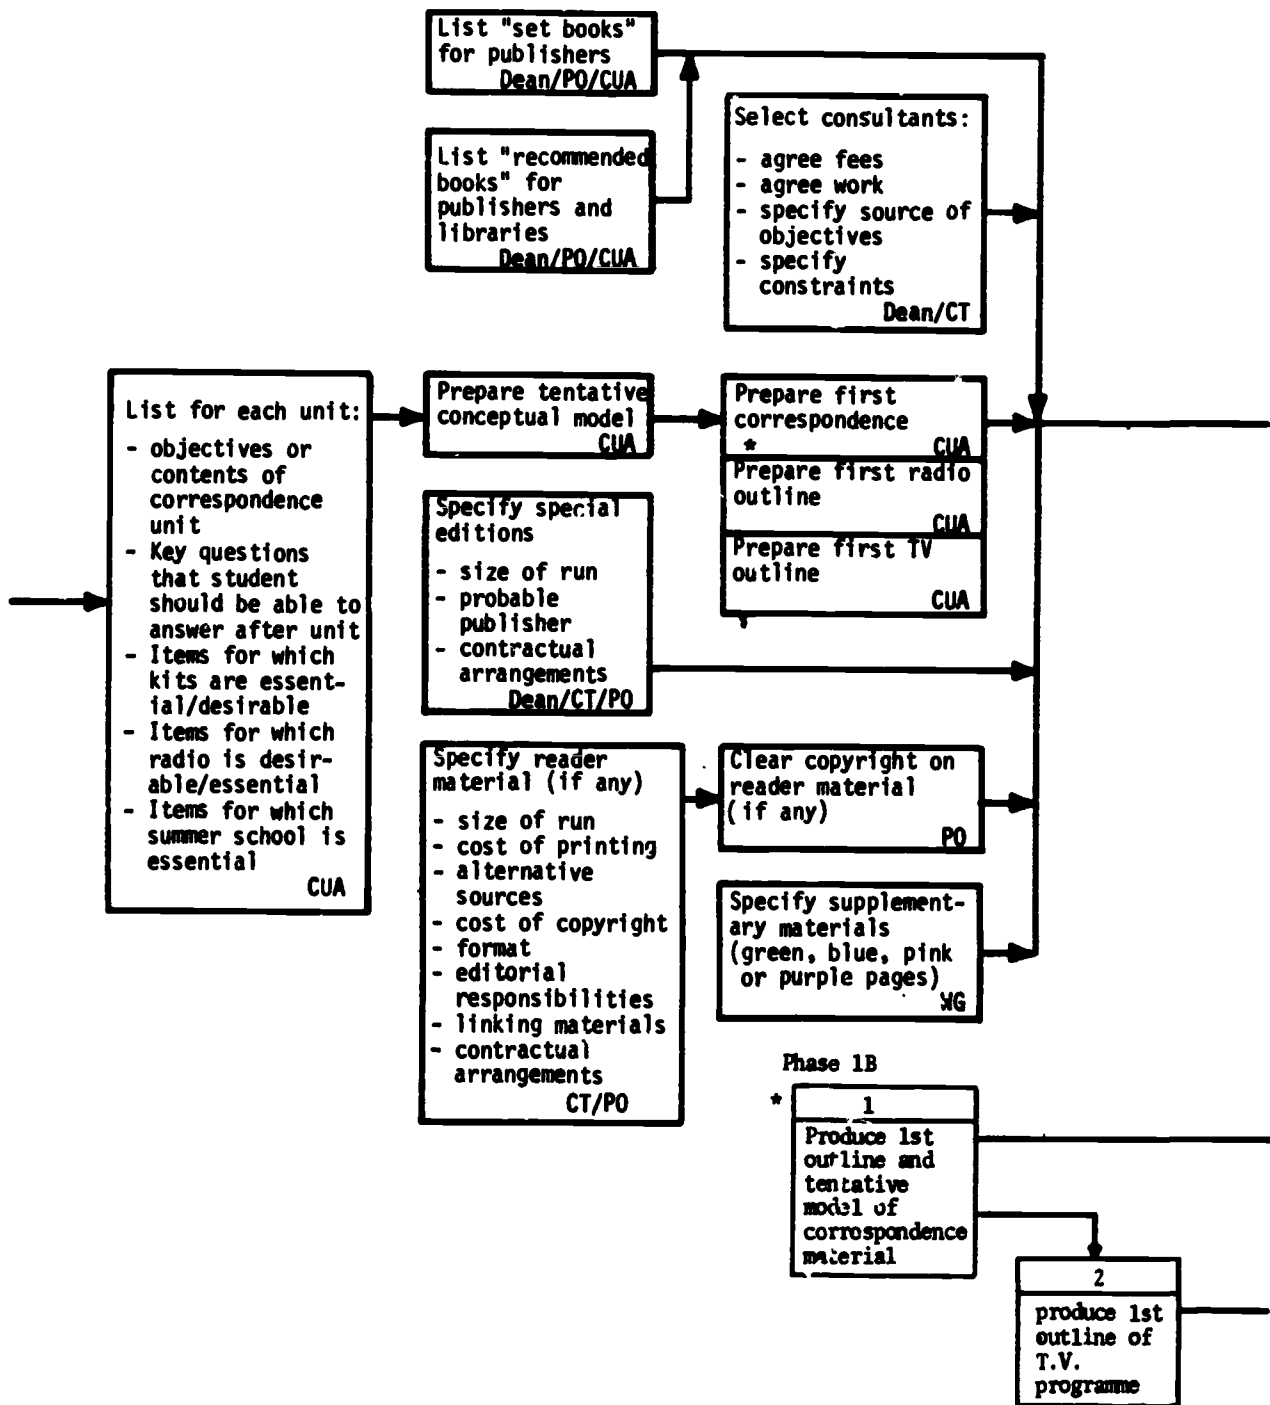 List "set books"
for publishers
Dean/PO/CUA
List "recommended
books" for
publishers and
libraries
Dean/PO/CUA
Select consultants:
- agree fees
- agree work
- specify source of
objectives
- specify
constraints
Dean/CT
List for each unit:
- objectives or
contents of
correspondence
unit
- Key questions
that student
should be able to
answer after unit
- Items for which
kits are essent-
ial/desirable
- Items for which
radio is desir-
able/essential
- Items for which
summer school is
essential
CUA
Prepare tentative
conceptual model
CUA
Prepare first
correspondence
* CUA
Prepare first radio
outline
CUA
Prepare first TV
outline
CUA
Specify special
editions
- size of run
- probable
publisher
- contractual
arrangements
Dean/CT/PO
Specify reader
material (if any)
- size of run
- cost of printing
- alternative
sources
- cost of copyright
- format
- editorial
responsibilities
- linking materials
- contractual
arrangements
CT/PO
Clear copyright on
reader material
(if any)
PO
Specify supplement-
ary materials
(green, blue, pink
or purple pages)
WG
Phase 1B
* 1
Produce 1st
outline and
tentative
model of
corrospondence
material
2
produce 1st
outline of
T.V.
programme